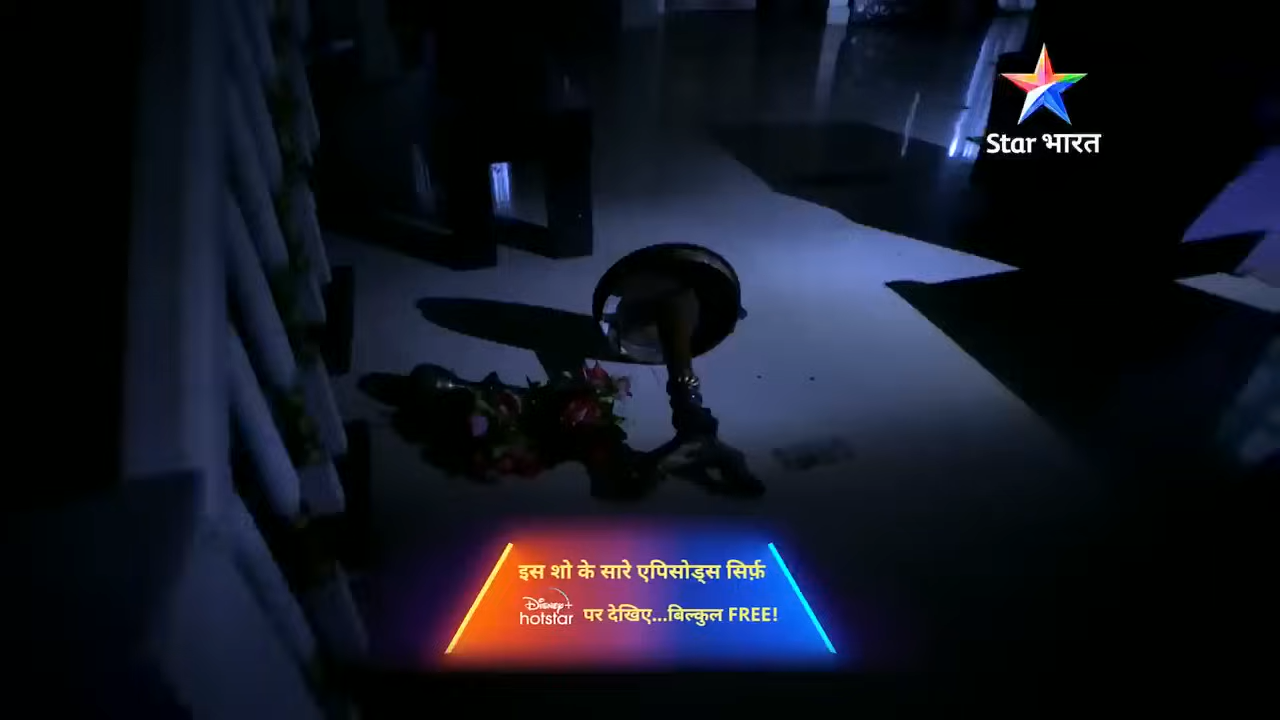 Star भारत
इस शो के सारे एपिसोड्स सिर्फ़
Disney+ hotstar पर देखिए...बिल्कुल FREE!